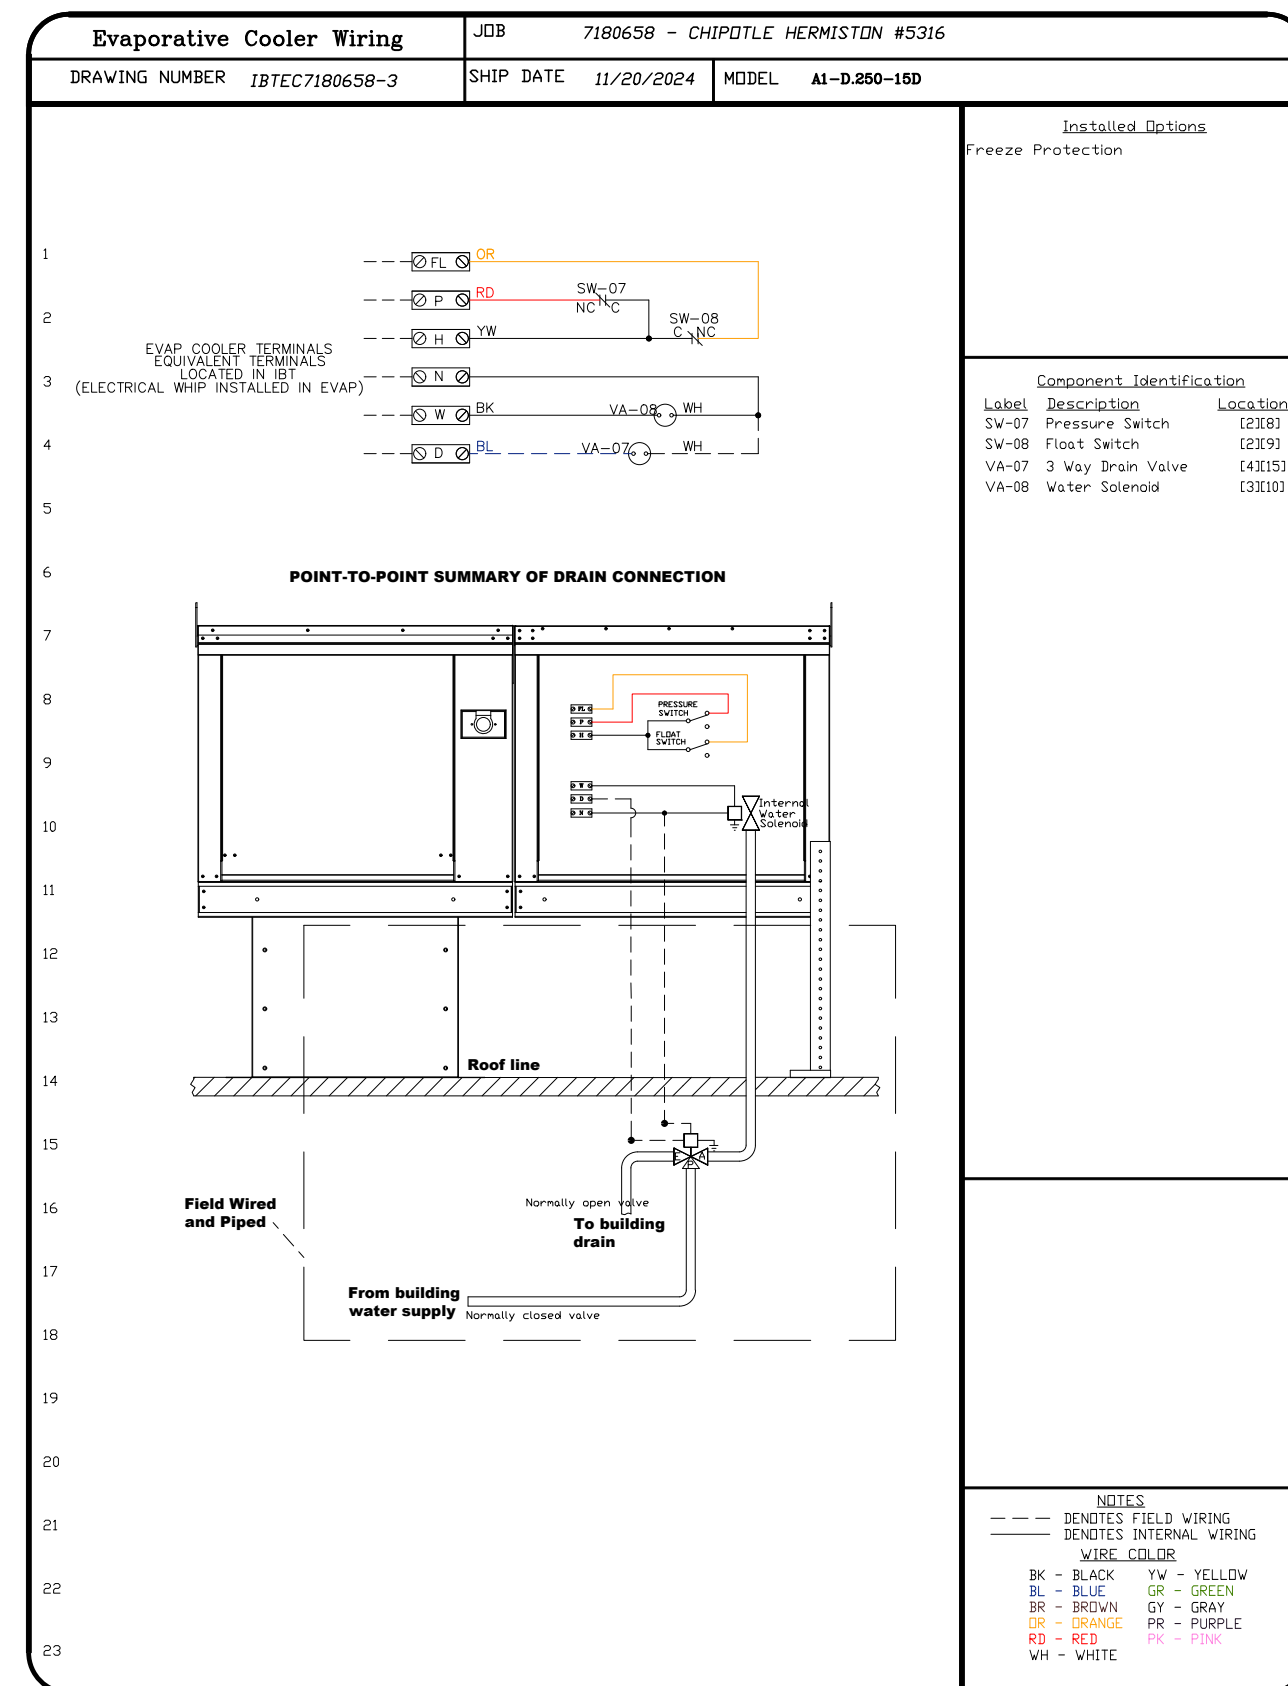 Evaporative Cooler Wiring
JOB 7180658 - CHIPOTLE HERMISTON #5316
DRAWING NUMBER IBTEC7180658-3
SHIP DATE 11/20/2024
MODEL A1-D.250-15D
Installed Options
Freeze Protection
1
2
3
4
5
6
7
8
9
10
11
12
13
14
15
16
17
18
19
20
21
22
23
FL OR
P RD
SW-07
NC C
H YW
SW-08
C NC
N
W BK VA-08 WH
D BL VA-07 WH
EVAP COOLER TERMINALS
EQUIVALENT TERMINALS
LOCATED IN IBT
(ELECTRICAL WHIP INSTALLED IN EVAP)
Component Identification
Label Description Location
SW-07 Pressure Switch [2][8]
SW-08 Float Switch [2][9]
VA-07 3 Way Drain Valve [4][15]
VA-08 Water Solenoid [3][10]
POINT-TO-POINT SUMMARY OF DRAIN CONNECTION
FL
P
H
PRESSURE
SWITCH
FLOAT
SWITCH
W
D
N
Internal
Water
Solenoid
Roof line
E P A
Normally open valve
To building
drain
Field Wired
and Piped
From building
water supply
Normally closed valve
NOTES
DENOTES FIELD WIRING
DENOTES INTERNAL WIRING
WIRE COLOR
BK - BLACK YW - YELLOW
BL - BLUE GR - GREEN
BR - BROWN GY - GRAY
OR - ORANGE PR - PURPLE
RD - RED PK - PINK
WH - WHITE